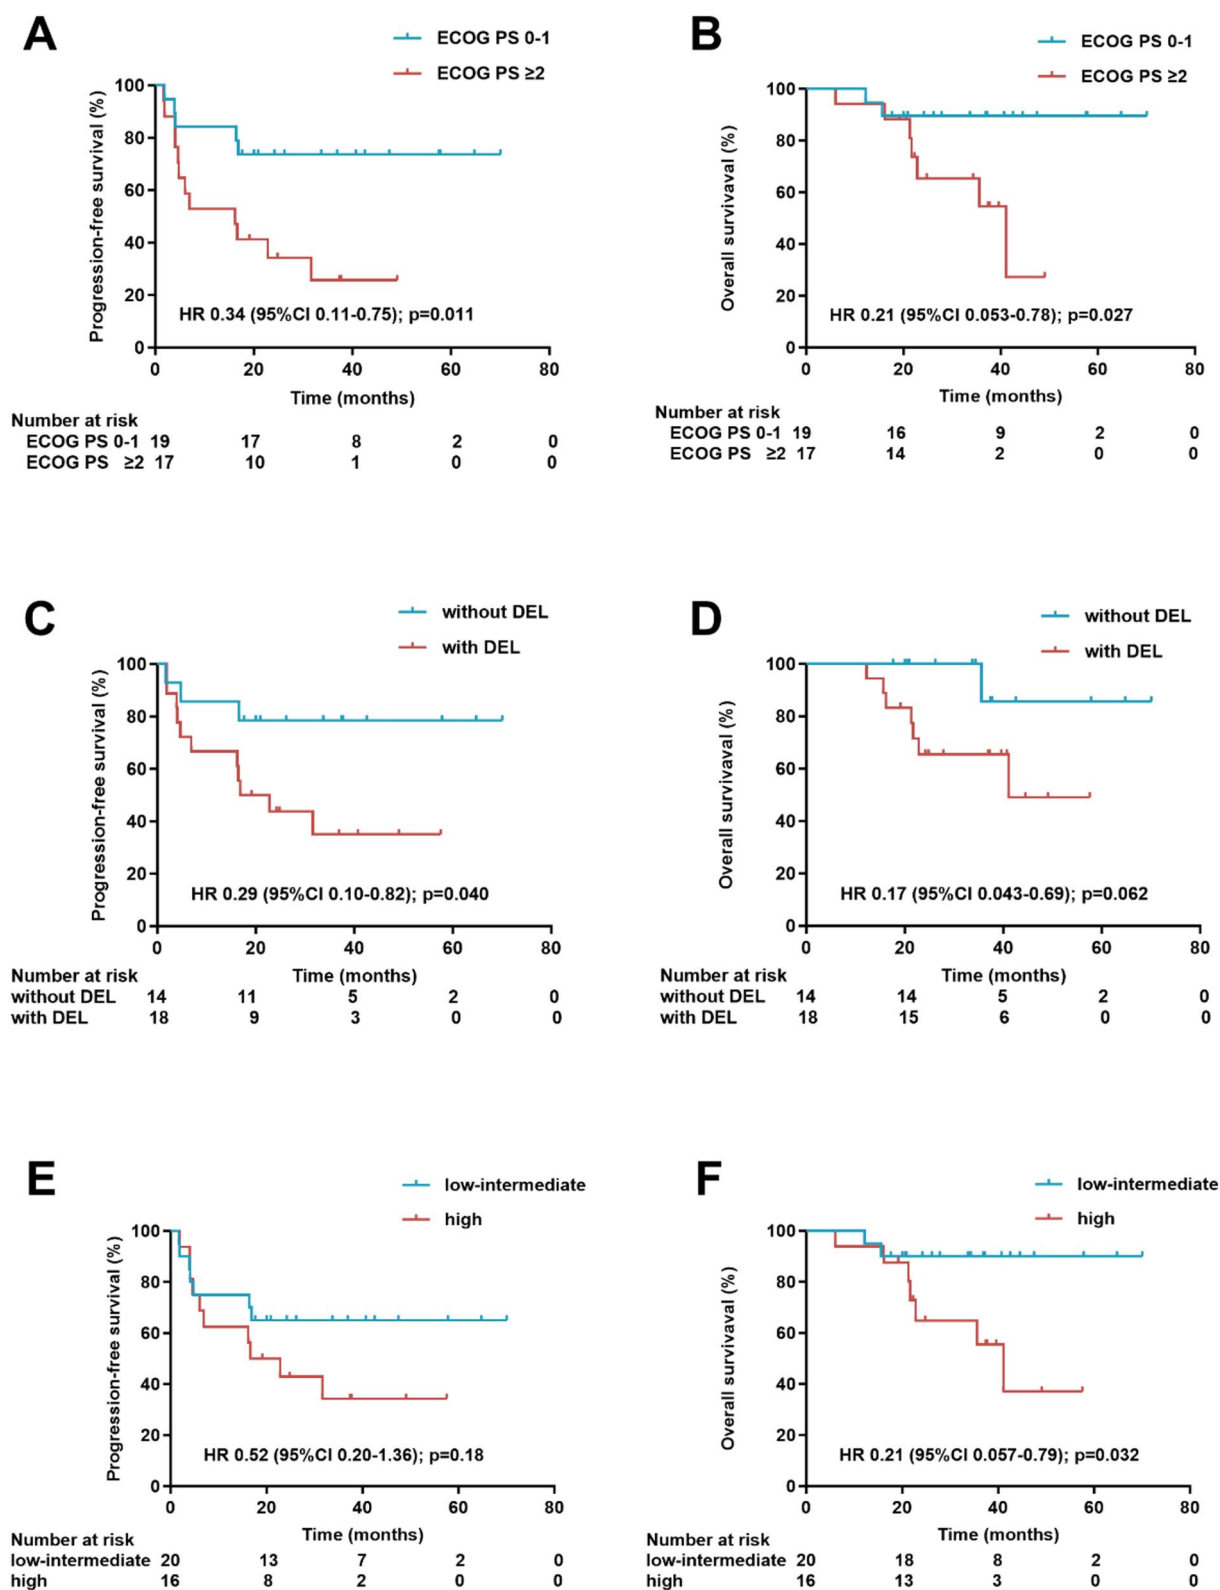 A
ECOG PS 0-1
ECOG PS ≥2
Progression-free survival (%)
100
80
60
40
20
0
HR 0.34 (95%CI 0.11-0.75); p=0.011
0 20 40 60 80
Time (months)
Number at risk
ECOG PS 0-1 19 17 8 2 0
ECOG PS ≥2 17 10 1 0 0
B
ECOG PS 0-1
ECOG PS ≥2
Overall survivaval (%)
100
80
60
40
20
0
HR 0.21 (95%CI 0.053-0.78); p=0.027
0 20 40 60 80
Time (months)
Number at risk
ECOG PS 0-1 19 16 9 2 0
ECOG PS ≥2 17 14 2 0 0
C
without DEL
with DEL
Progression-free survival (%)
100
80
60
40
20
0
HR 0.29 (95%CI 0.10-0.82); p=0.040
0 20 40 60 80
Time (months)
Number at risk
without DEL 14 11 5 2 0
with DEL 18 9 3 0 0
D
without DEL
with DEL
Overall survivaval (%)
100
80
60
40
20
0
HR 0.17 (95%CI 0.043-0.69); p=0.062
0 20 40 60 80
Time (months)
Number at risk
without DEL 14 14 5 2 0
with DEL 18 15 6 0 0
E
low-intermediate
high
Progression-free survival (%)
100
80
60
40
20
0
HR 0.52 (95%CI 0.20-1.36); p=0.18
0 20 40 60 80
Time (months)
Number at risk
low-intermediate 20 13 7 2 0
high 16 8 2 0 0
F
low-intermediate
high
Overall survivaval (%)
100
80
60
40
20
0
HR 0.21 (95%CI 0.057-0.79); p=0.032
0 20 40 60 80
Time (months)
Number at risk
low-intermediate 20 18 8 2 0
high 16 13 3 0 0